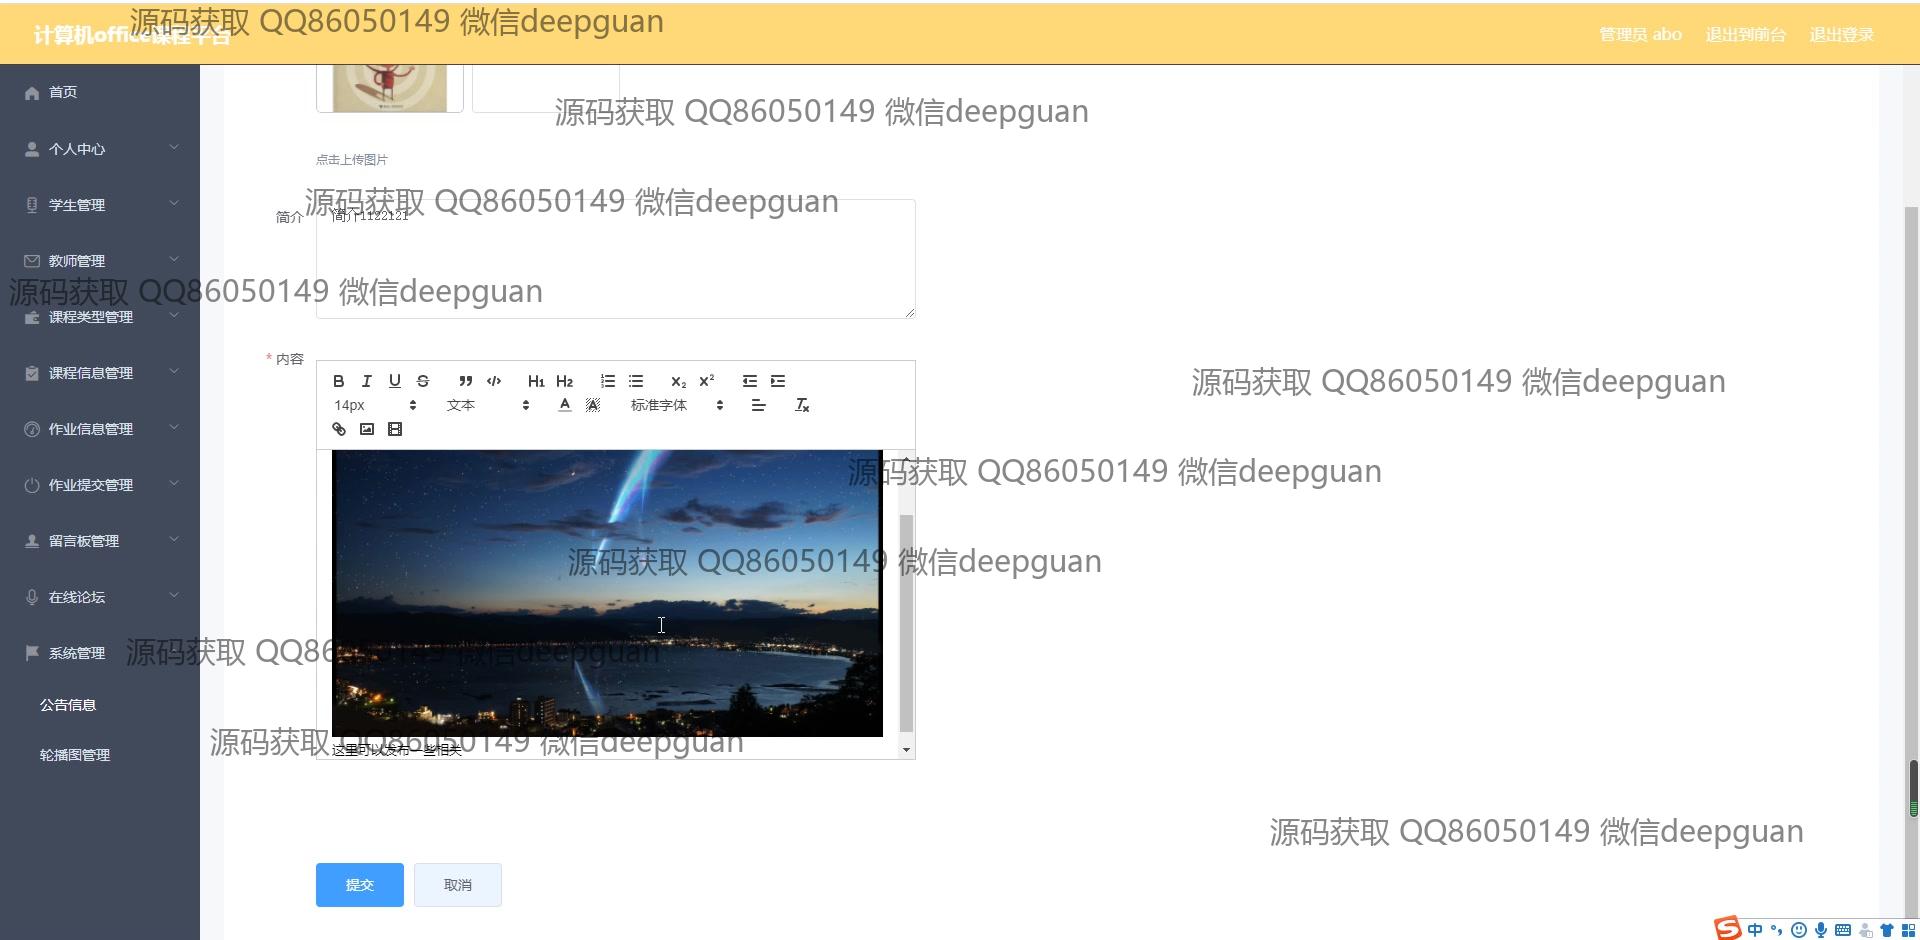 源码获取 QQ86050149 微信deepguan
计算机office课程平台
管理员 abo 退出到前台 退出登录
首页
源码获取 QQ86050149 微信deepguan
个人中心
点击上传图片
学生管理
源码获取 QQ86050149 微信deepguan
简介
简介1122121
教师管理
源码获取 QQ86050149 微信deepguan
课程类型管理
* 内容
课程信息管理
B I U S H1 H2 X₂ X²
源码获取 QQ86050149 微信deepguan
14px 文本 A A 标准字体 Tx
作业信息管理
源码获取 QQ86050149 微信deepguan
作业提交管理
留言板管理
源码获取 QQ86050149 微信deepguan
在线论坛
系统管理
源码获取 QQ86050149 微信deepguan
公告信息
源码获取 QQ86050149 微信deepguan
这里可以发布一些相关
轮播图管理
源码获取 QQ86050149 微信deepguan
提交 取消
S 中